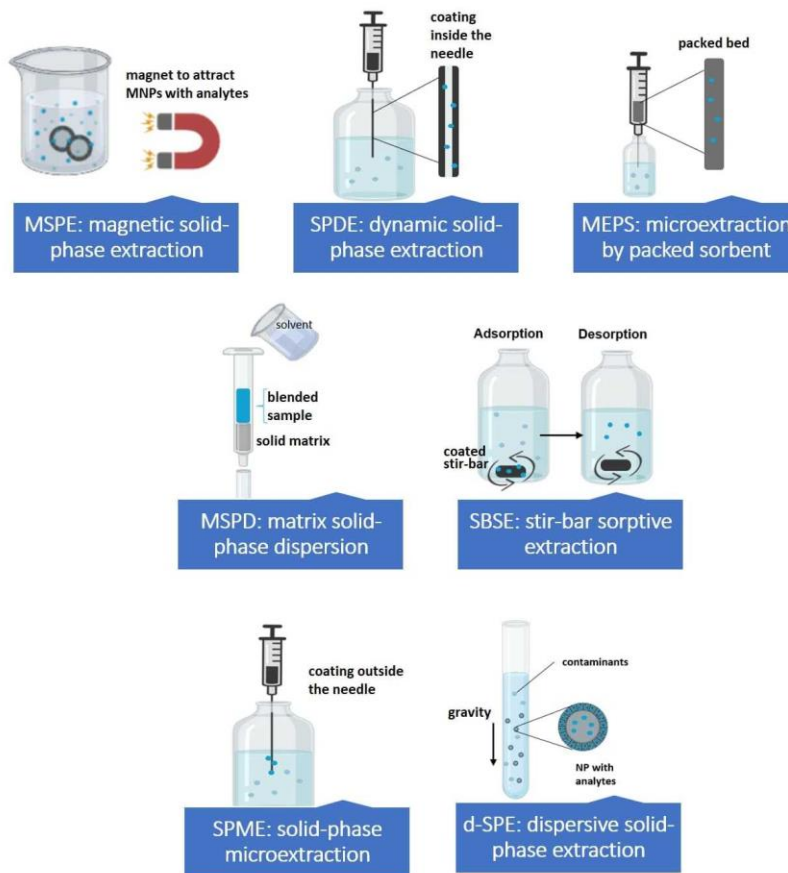 magnet to attract
MNPs with analytes
MSPE: magnetic solid-
phase extraction
coating
inside the
needle
SPDE: dynamic solid-
phase extraction
packed bed
MEPS: microextraction
by packed sorbent
solvent
blended
sample
solid matrix
MSPD: matrix solid-
phase dispersion
Adsorption
Desorption
coated
stir-bar
SBSE: stir-bar sorptive
extraction
coating outside
the needle
SPME: solid-phase
microextraction
contaminants
gravity
NP with
analytes
d-SPE: dispersive solid-
phase extraction